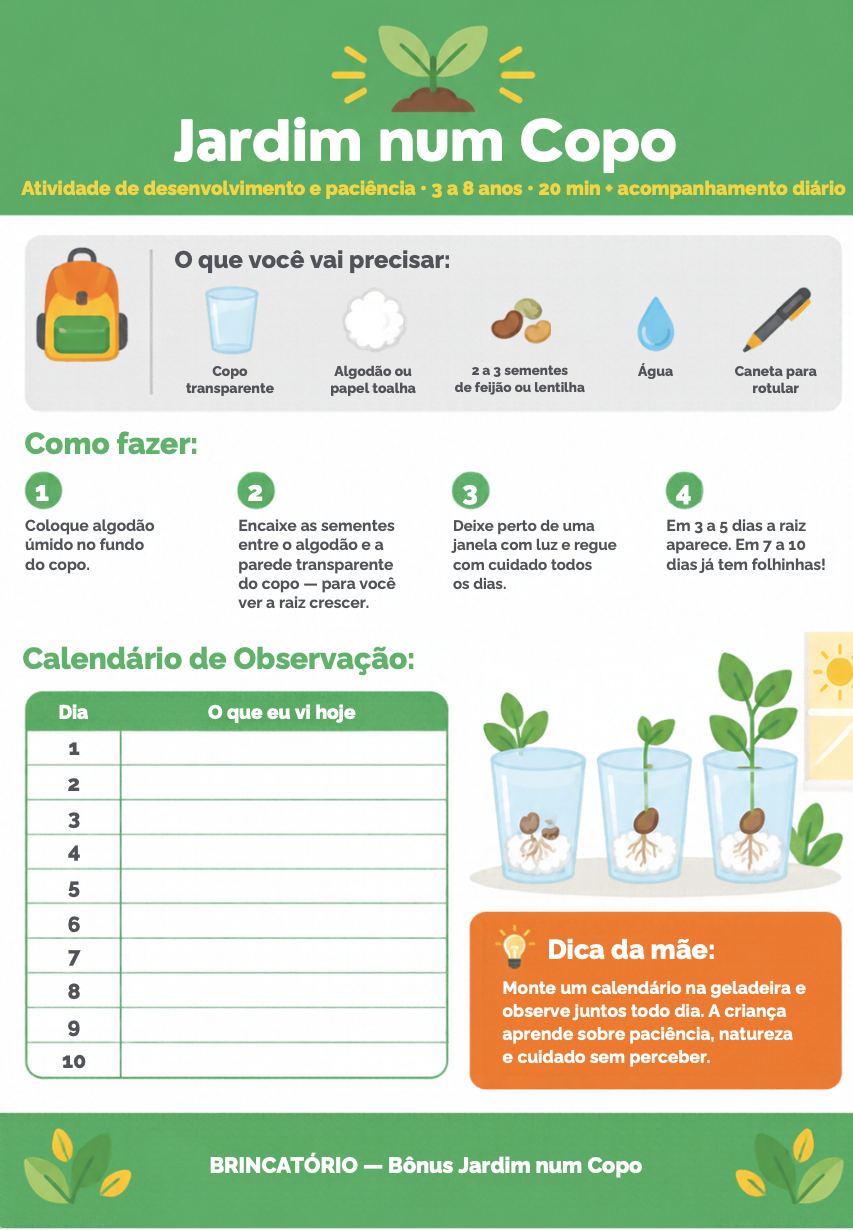 Jardim num Copo
Atividade de desenvolvimento e paciência • 3 a 8 anos • 20 min + acompanhamento diário
O que você vai precisar:
Copo
transparente
Algodão ou
papel toalha
2 a 3 sementes
de feijão ou lentilha
Água
Caneta para
rotular
Como fazer:
1
Coloque algodão
úmido no fundo
do copo.
2
Encaixe as sementes
entre o algodão e a
parede transparente
do copo — para você
ver a raiz crescer.
3
Deixe perto de uma
janela com luz e regue
com cuidado todos
os dias.
4
Em 3 a 5 dias a raiz
aparece. Em 7 a 10
dias já tem folhinhas!
Calendário de Observação:
Dia O que eu vi hoje
1
2
3
4
5
6
7
8
9
10
Dica da mãe:
Monte um calendário na geladeira e
observe juntos todo dia. A criança
aprende sobre paciência, natureza
e cuidado sem perceber.
BRINCATÓRIO — Bônus Jardim num Copo